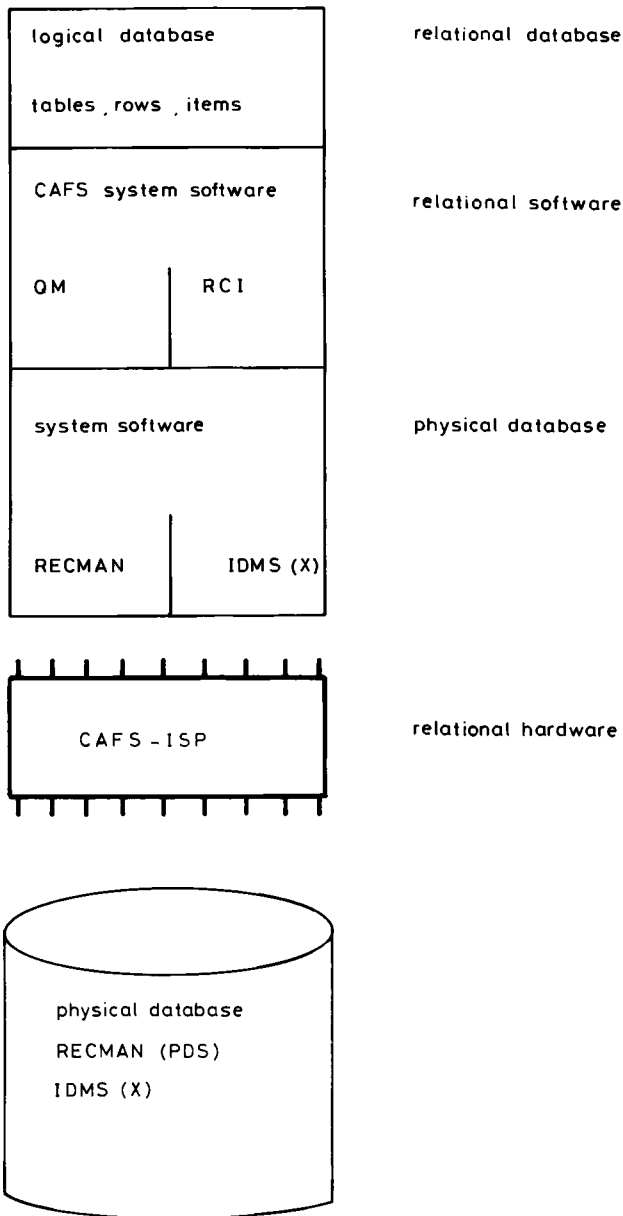 logical database relational database
tables, rows, items
CAFS system software relational software
QM RCI
system software physical database
RECMAN IDMS (X)
CAFS-ISP relational hardware
physical database
RECMAN (PDS)
IDMS (X)